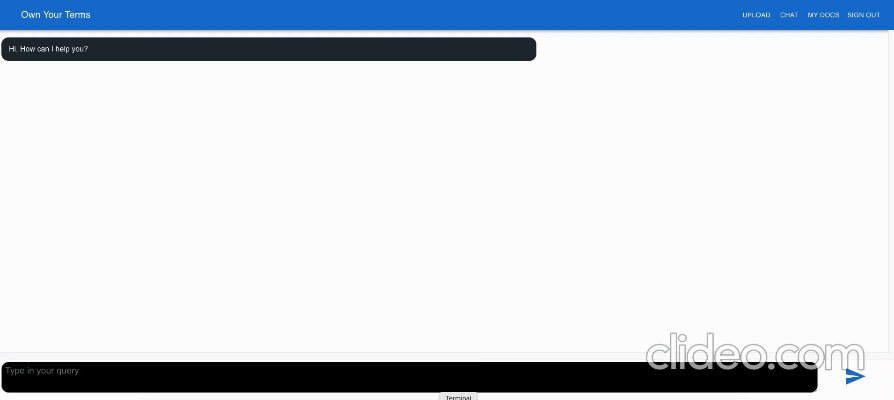 Own Your Terms
UPLOAD CHAT MY DOCS SIGN OUT
Hi, How can I help you?
clideo.com
Type in your query
Terminal